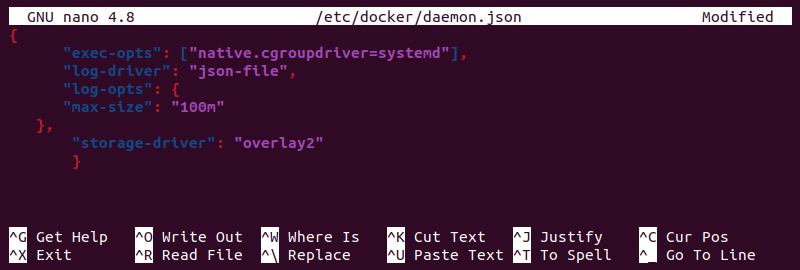 GNU nano 4.8 /etc/docker/daemon.json Modified
{
"exec-opts": ["native.cgroupdriver=systemd"],
"log-driver": "json-file",
"log-opts": {
"max-size": "100m"
},
"storage-driver": "overlay2"
}
^G Get Help ^O Write Out ^W Where Is ^K Cut Text ^J Justify ^C Cur Pos
^X Exit ^R Read File ^\ Replace ^U Paste Text ^T To Spell ^_ Go To Line